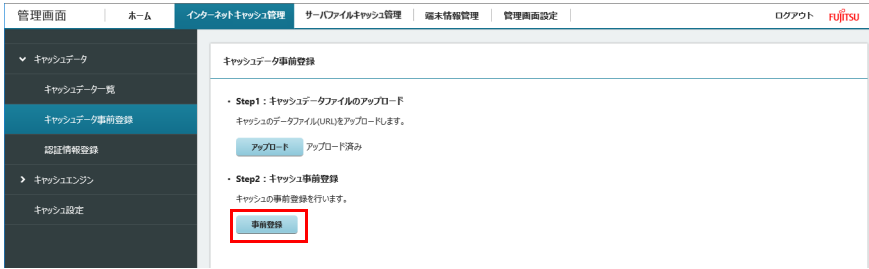 管理画面 ホーム インターネットキャッシュ管理 サーバファイルキャッシュ管理 端末情報管理 管理画面設定 ログアウト FUJITSU
キャッシュデータ
キャッシュデータ一覧
キャッシュデータ事前登録
認証情報登録
キャッシュエンジン
キャッシュ設定
キャッシュデータ事前登録
・ Step1：キャッシュデータファイルのアップロード
キャッシュのデータファイル(URL)をアップロードします。
アップロード アップロード済み
・ Step2：キャッシュ事前登録
キャッシュの事前登録を行います。
事前登録